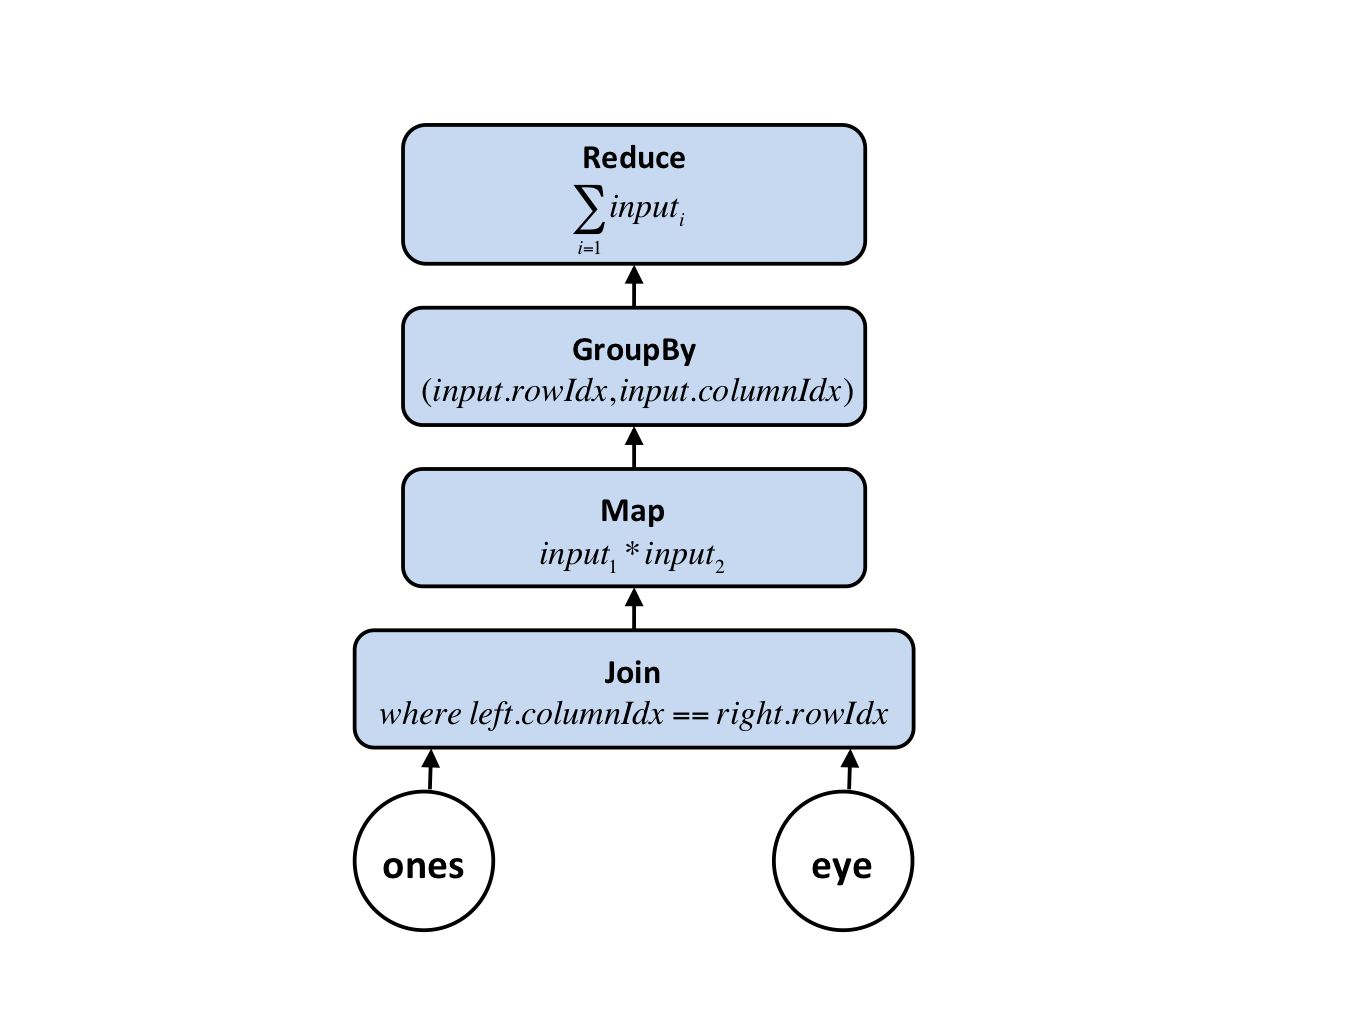 Reduce
∑ input_i
i=1
GroupBy
(input.rowIdx,input.columnIdx)
Map
input_1 * input_2
Join
where left.columnIdx == right.rowIdx
ones
eye